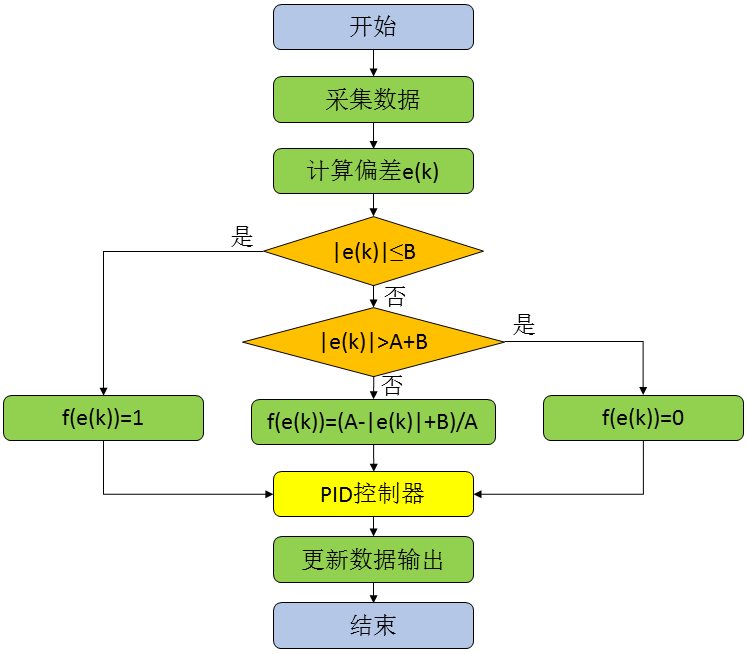 开始
采集数据
计算偏差e(k)
是
|e(k)|≤B
否
|e(k)|>A+B
是
否
f(e(k))=1
f(e(k))=(A-|e(k)|+B)/A
f(e(k))=0
PID控制器
更新数据输出
结束